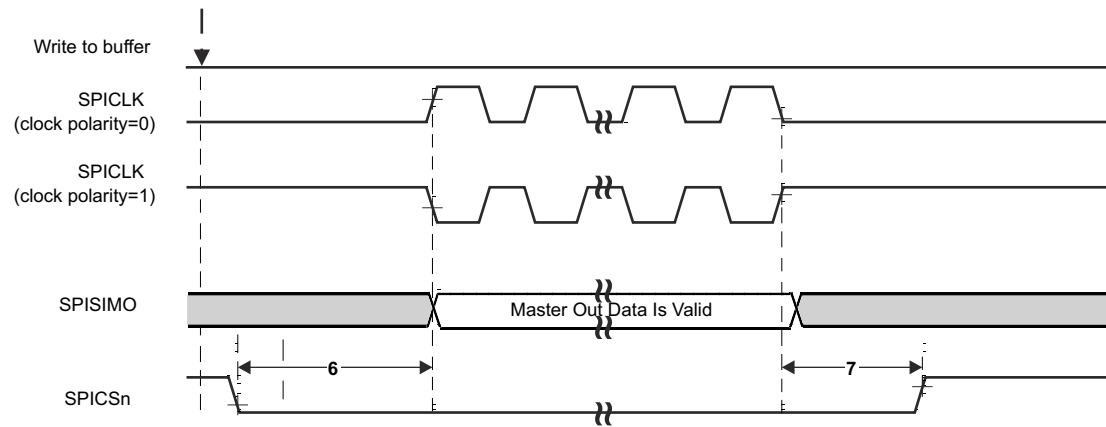 Write to buffer
SPICLK
(clock polarity=0)
SPICLK
(clock polarity=1)
SPISIMO
Master Out Data Is Valid
6
7
SPICSn